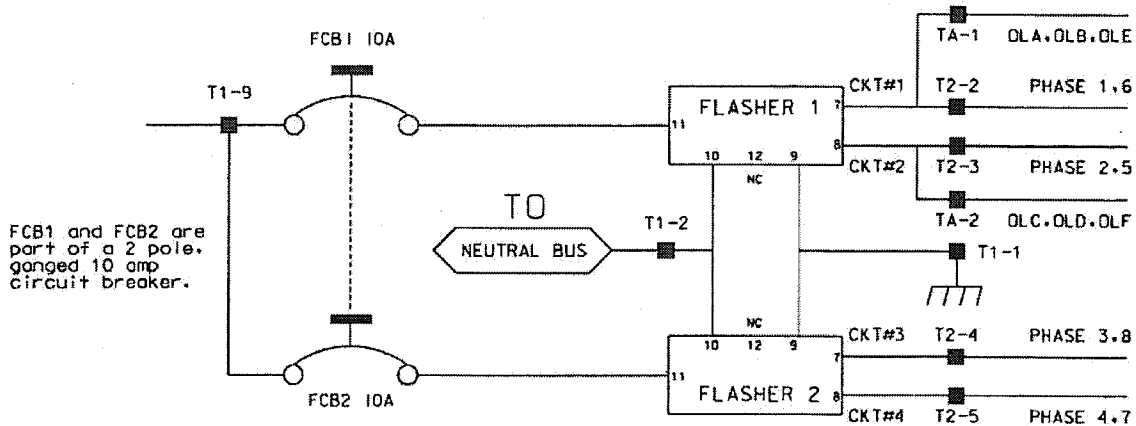 FCB1 10A
T1-9
TA-1 OLA.OLB.OLE
CKT#1 T2-2 PHASE 1.6
FLASHER 1
11
7
8
10 12 9
NC
CKT#2 T2-3 PHASE 2.5
TA-2 OLC.OLD.OLF
TO
NEUTRAL BUS
T1-2
T1-1
FCB1 and FCB2 are
part of a 2 pole.
ganged 10 amp
circuit breaker.
NC
10 12 9
CKT#3 T2-4 PHASE 3.8
11
7
8
FLASHER 2
FCB2 10A
CKT#4 T2-5 PHASE 4.7